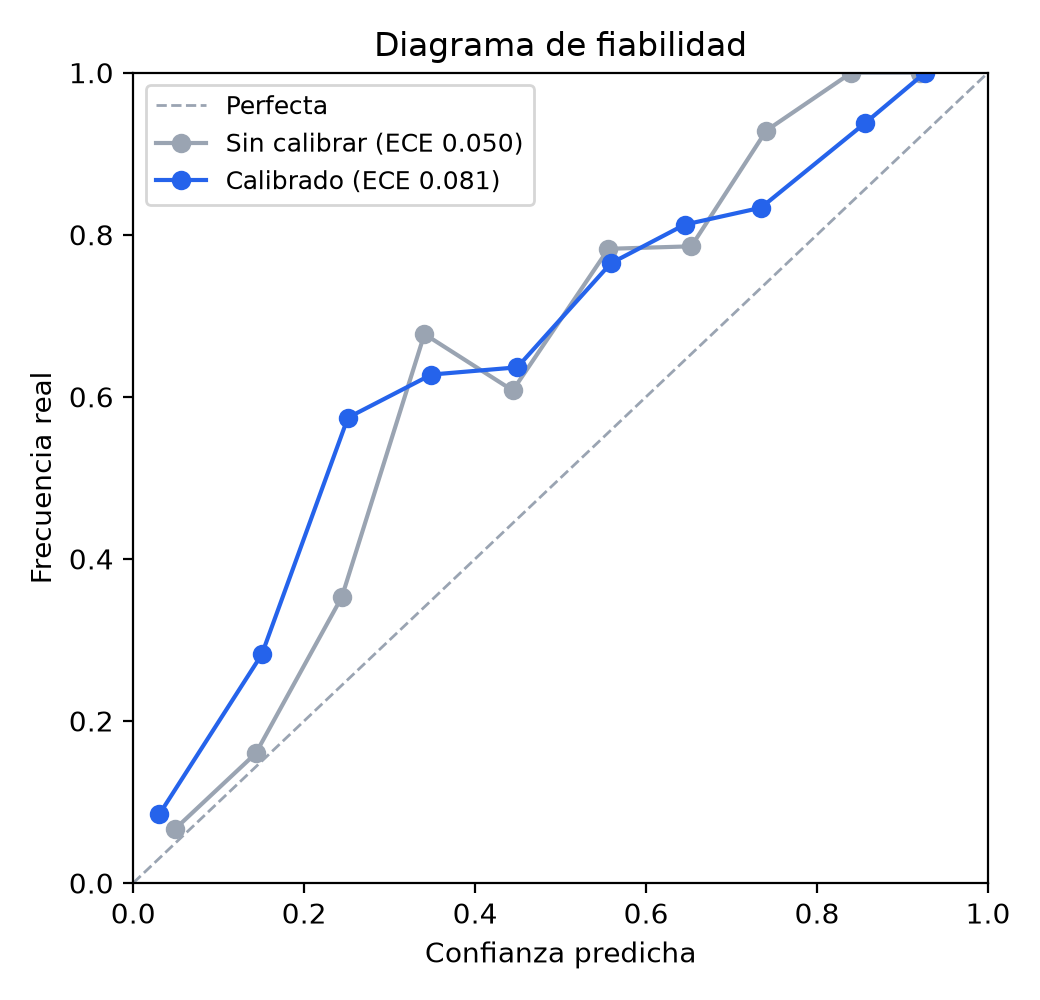 Diagrama de fiabilidad
Perfecta
Sin calibrar (ECE 0.050)
Calibrado (ECE 0.081)
Frecuencia real
1.0
0.8
0.6
0.4
0.2
0.0
0.0 0.2 0.4 0.6 0.8 1.0
Confianza predicha